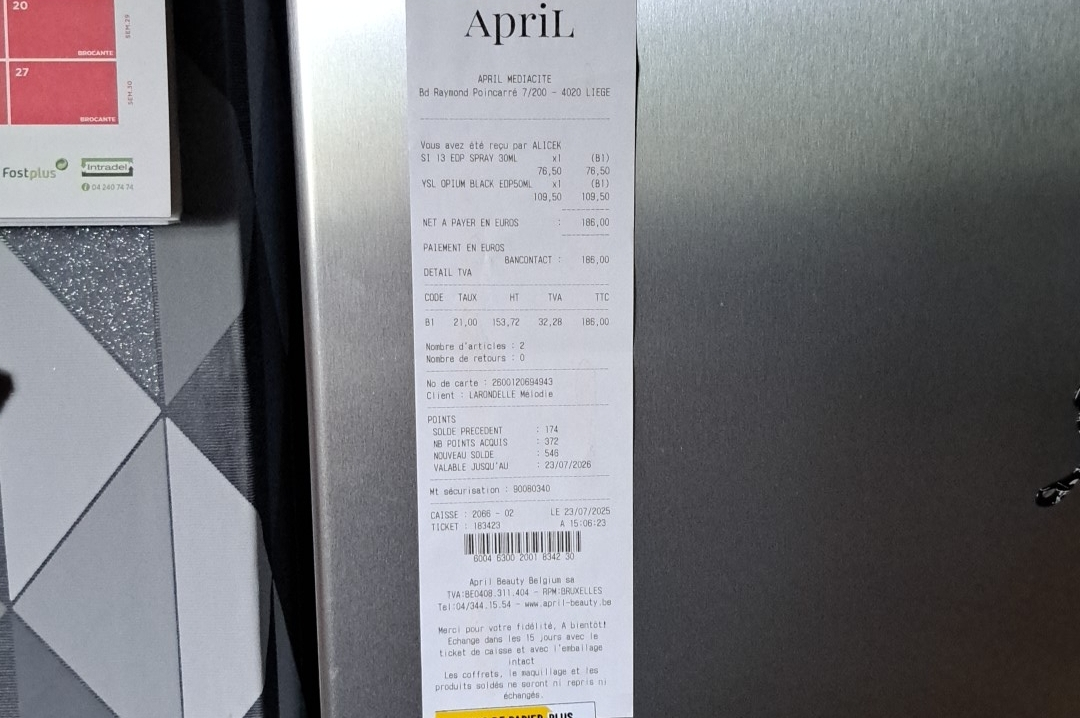 20
SEM.29
BROCANTE
27
SEM.30
BROCANTE
Fostplus
Intradel
04 240 74 74
ApriL
APRIL MEDIACITE
Bd Raymond Poincarré 7/200 - 4020 LIEGE
Vous avez été reçu par ALICEK
SI 13 EDP SPRAY 30ML x1 (B1)
76,50 76,50
YSL OPIUM BLACK EDP50ML x1 (B1)
109,50 109,50
NET A PAYER EN EUROS : 186,00
PAIEMENT EN EUROS
BANCONTACT : 186,00
DETAIL TVA
CODE TAUX HT TVA TTC
B1 21,00 153,72 32,28 186,00
Nombre d'articles : 2
Nombre de retours : 0
No de carte : 2600120694943
Client : LARONDELLE Melodie
POINTS
SOLDE PRECEDENT : 174
NB POINTS ACQUIS : 372
NOUVEAU SOLDE : 546
VALABLE JUSQU'AU : 23/07/2026
Mt sécurisation : 90080340
CAISSE : 2066 - 02 LE 23/07/2025
TICKET : 183423 A 15:06:23
6004 6300 2001 8342 30
April Beauty Belgium sa
TVA:BE0408.311.404 - RPM:BRUXELLES
Tel:04/344.15.54 - www.april-beauty.be
Merci pour votre fidélité, A bientôt!
Echange dans les 15 jours avec le
ticket de caisse et avec l'emballage
intact
Les coffrets, le maquillage et les
produits soldés ne seront ni repris ni
échangés.
PAPIER PLUS